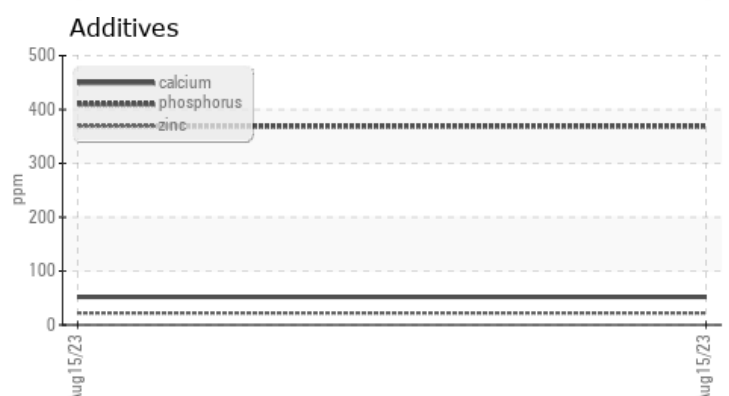 Additives
500
400
300
200
100
0
ppm
calcium
phosphorus
zinc
ug15/23
ug15/23